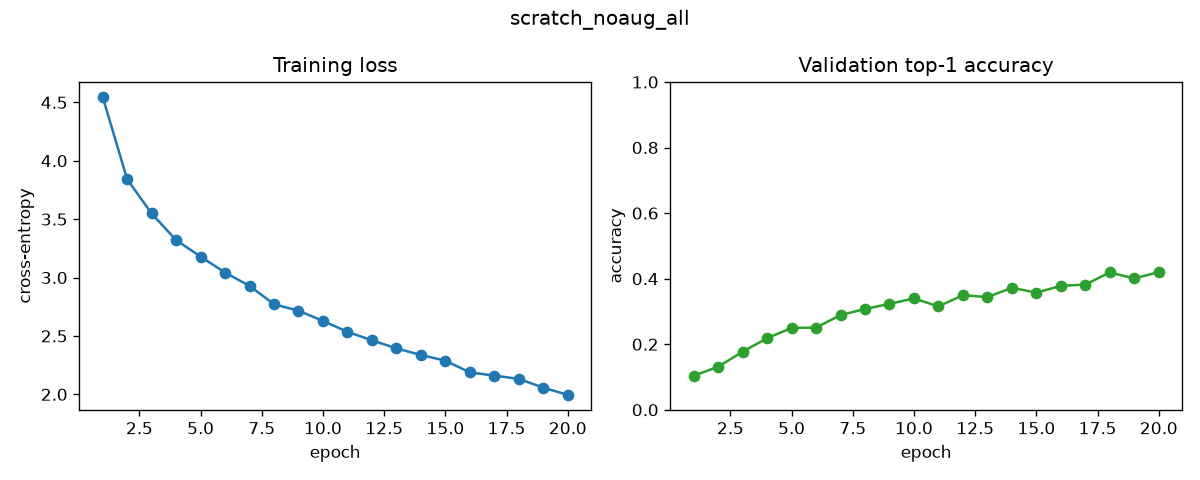 scratch_noaug_all
Training loss
cross-entropy
4.5
4.0
3.5
3.0
2.5
2.0
2.5 5.0 7.5 10.0 12.5 15.0 17.5 20.0
epoch
Validation top-1 accuracy
accuracy
1.0
0.8
0.6
0.4
0.2
0.0
2.5 5.0 7.5 10.0 12.5 15.0 17.5 20.0
epoch